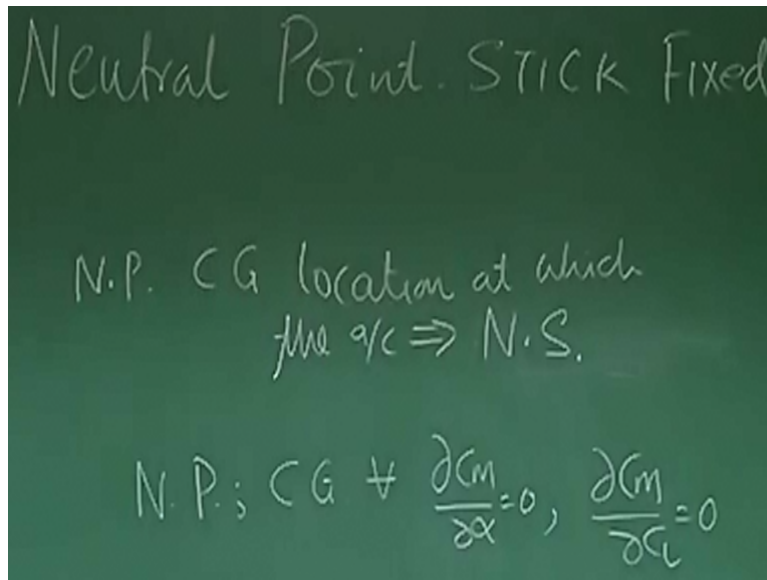 Neutral Point. STICK Fixed
N.P. CG location at which
the a/c ⇒ N.S.
N.P.; CG ∀ ∂Cm/∂α=0, ∂Cm/∂CL=0